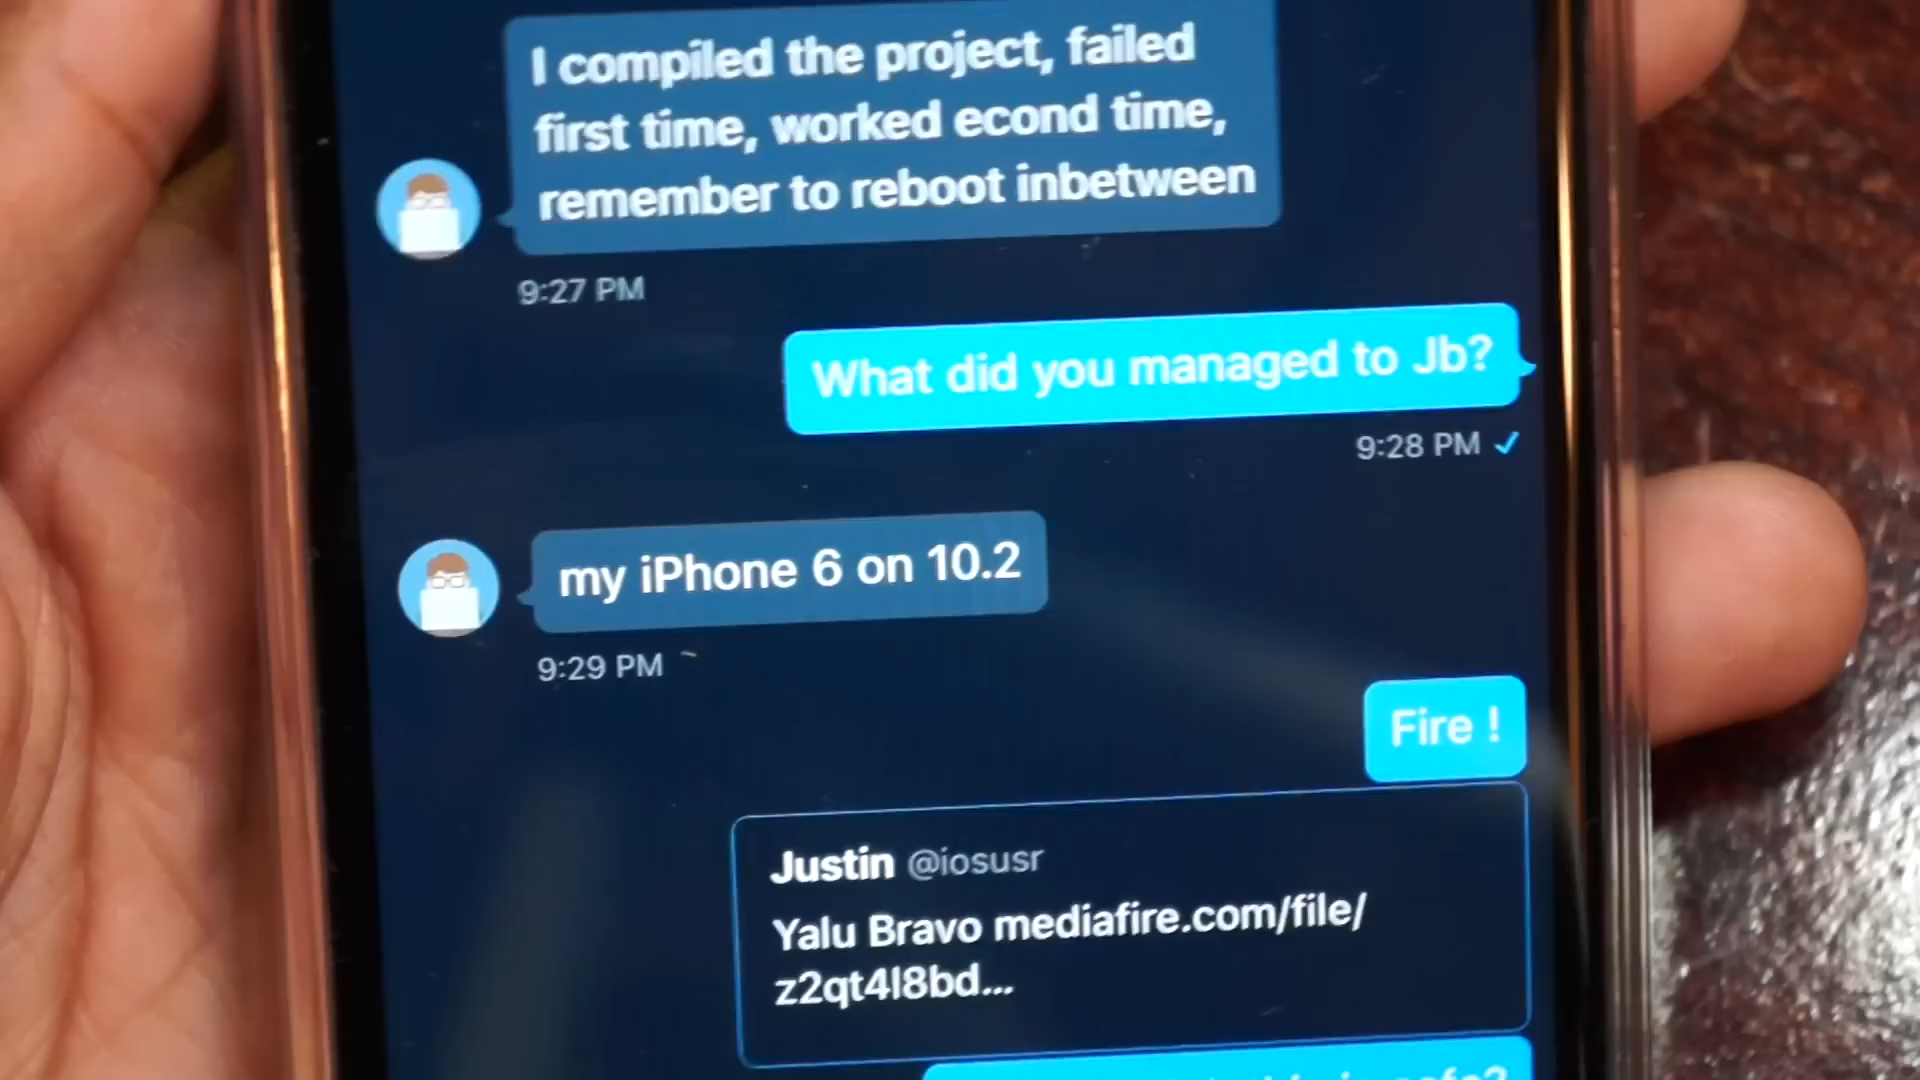 I compiled the project, failed
first time, worked econd time,
remember to reboot inbetween
9:27 PM
What did you managed to Jb?
9:28 PM
my iPhone 6 on 10.2
9:29 PM
Fire !
Justin @iosusr
Yalu Bravo mediafire.com/file/
z2qt4l8bd...